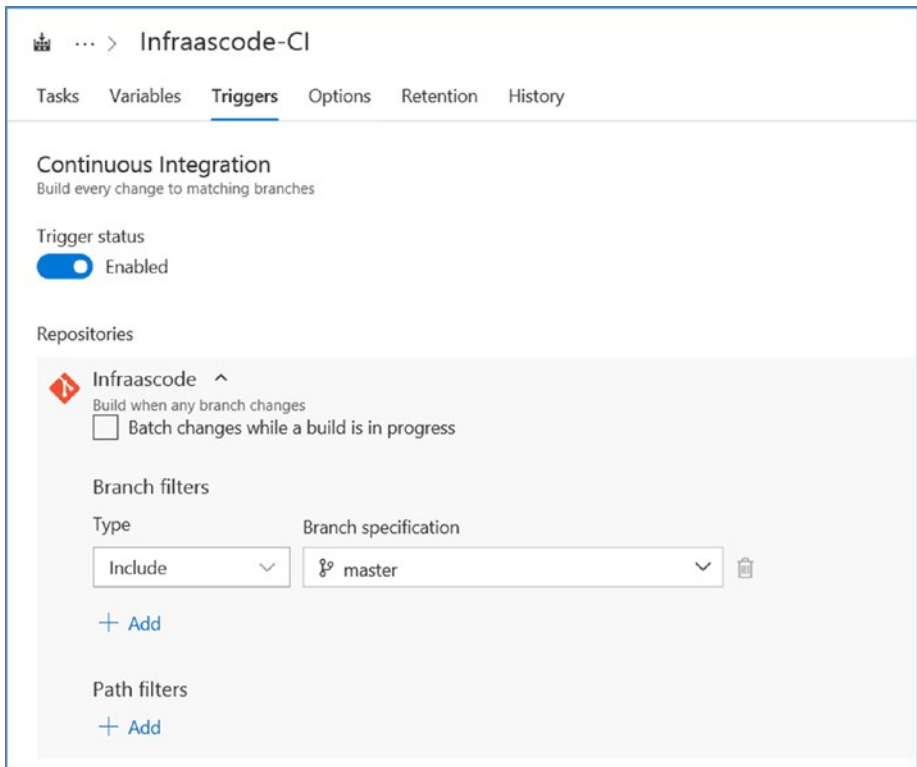 ... > Infraascode-CI
Tasks Variables Triggers Options Retention History
Continuous Integration
Build every change to matching branches
Trigger status
Enabled
Repositories
Infraascode
Build when any branch changes
Batch changes while a build is in progress
Branch filters
Type Branch specification
Include master
+ Add
Path filters
+ Add